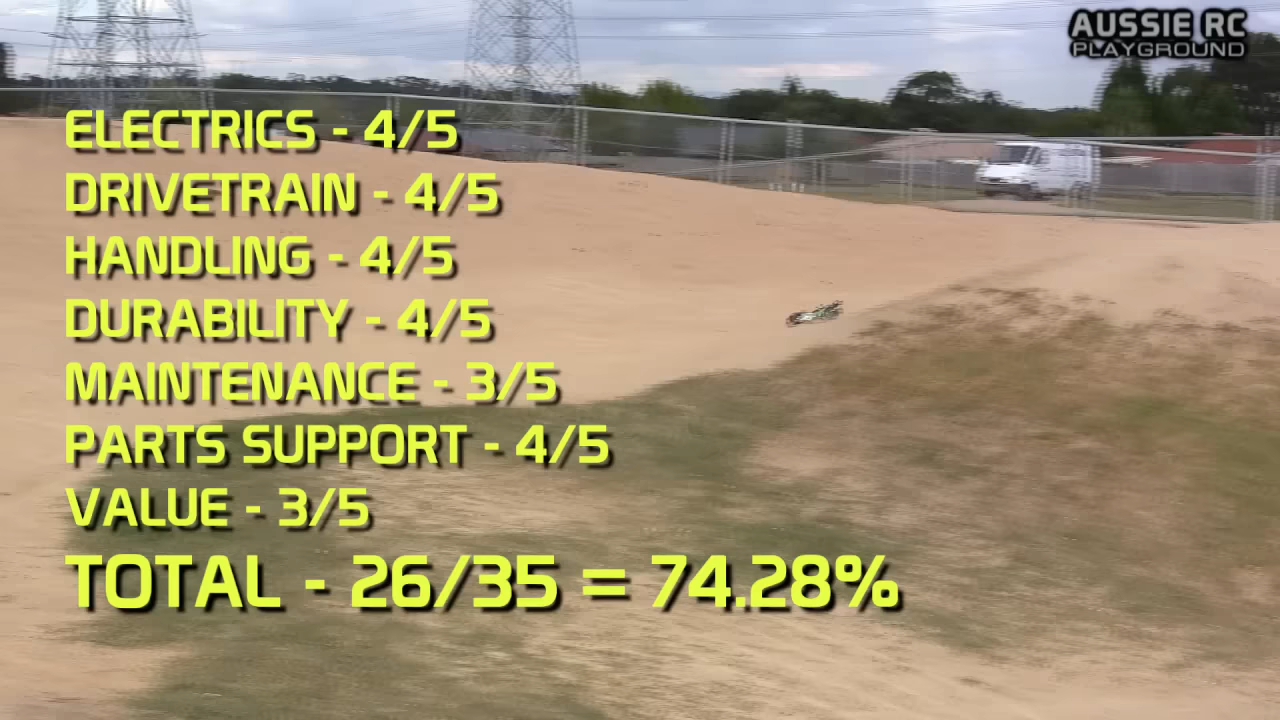 AUSSIE RC
PLAYGROUND
ELECTRICS - 4/5
DRIVETRAIN - 4/5
HANDLING - 4/5
DURABILITY - 4/5
MAINTENANCE - 3/5
PARTS SUPPORT - 4/5
VALUE - 3/5
TOTAL - 26/35 = 74.28%